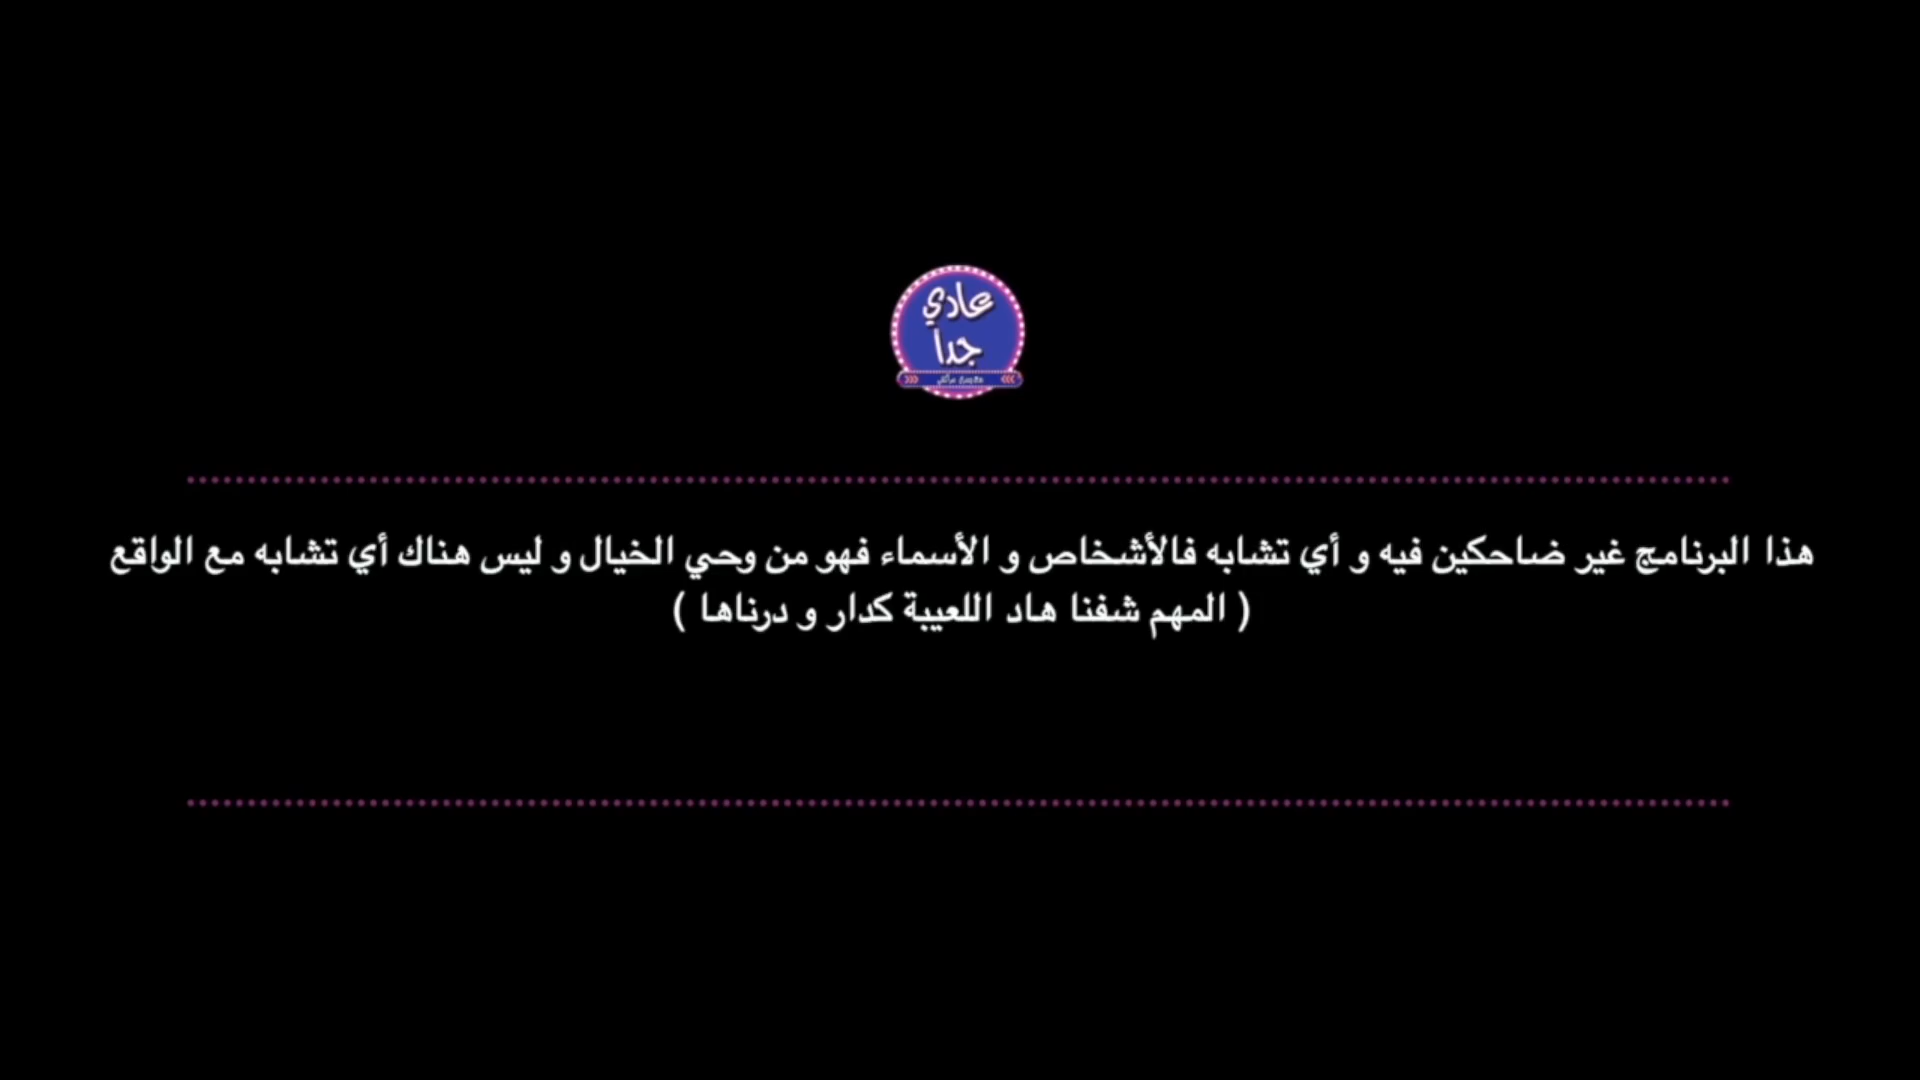 عادي
جداً
هذا البرنامج غير ضاحكين فيه و أي تشابه فالأشخاص و الأسماء فهو من وحي الخيال و ليس هناك أي تشابه مع الواقع
( المهم شفنا هاد اللعيبة كدار و درناها )